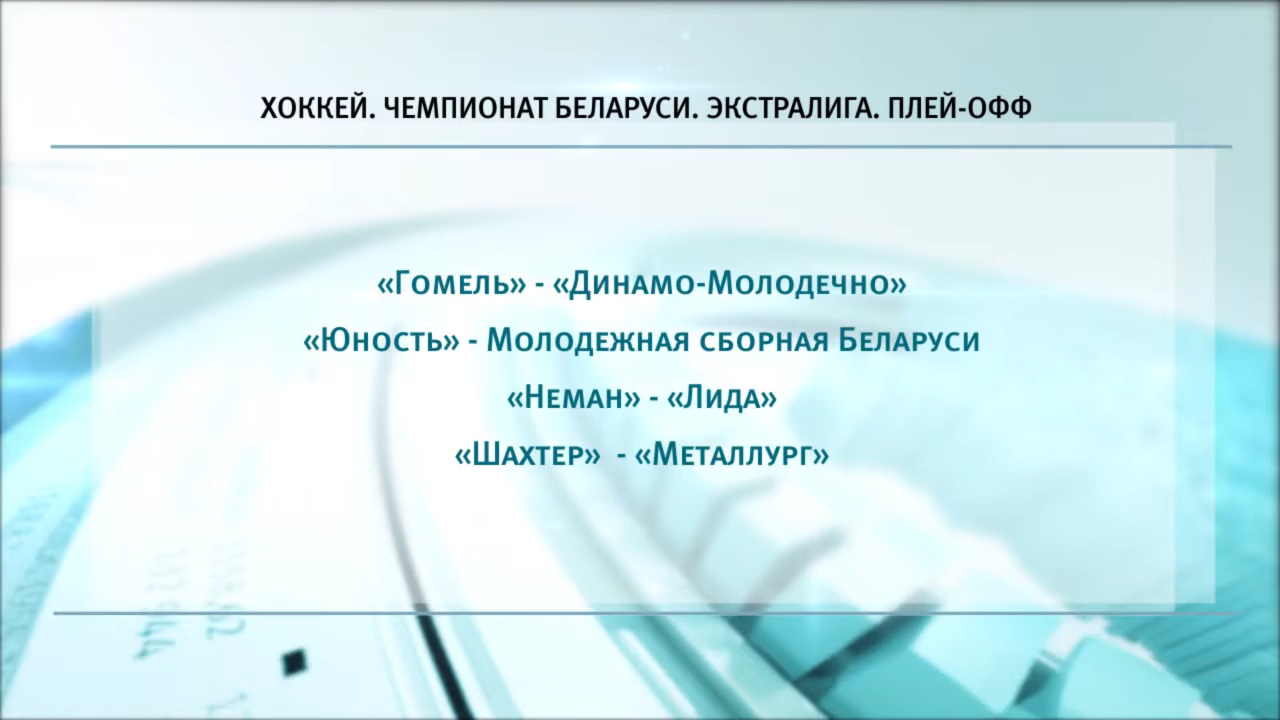 ХОККЕЙ. ЧЕМПИОНАТ БЕЛАРУСИ. ЭКСТРАЛИГА. ПЛЕЙ-ОФФ
«Гомель» - «Динамо-Молодечно»
«Юность» - Молодежная сборная Беларуси
«Неман» - «Лида»
«Шахтер» - «Металлург»